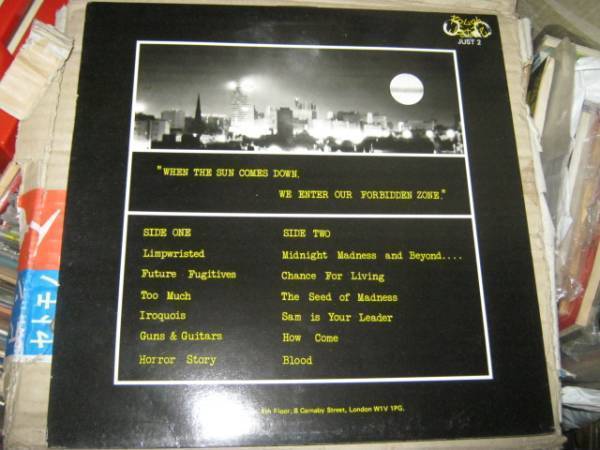 JUST 2
"WHEN THE SUN COMES DOWN,
WE ENTER OUR FORBIDDEN ZONE."
SIDE ONE
Limpwristed
Future Fugitives
Too Much
Iroquois
Guns & Guitars
Horror Story
SIDE TWO
Midnight Madness and Beyond....
Chance For Living
The Seed of Madness
Sam is Your Leader
How Come
Blood
4th Floor, 8 Carnaby Street, London W1V 1PG.